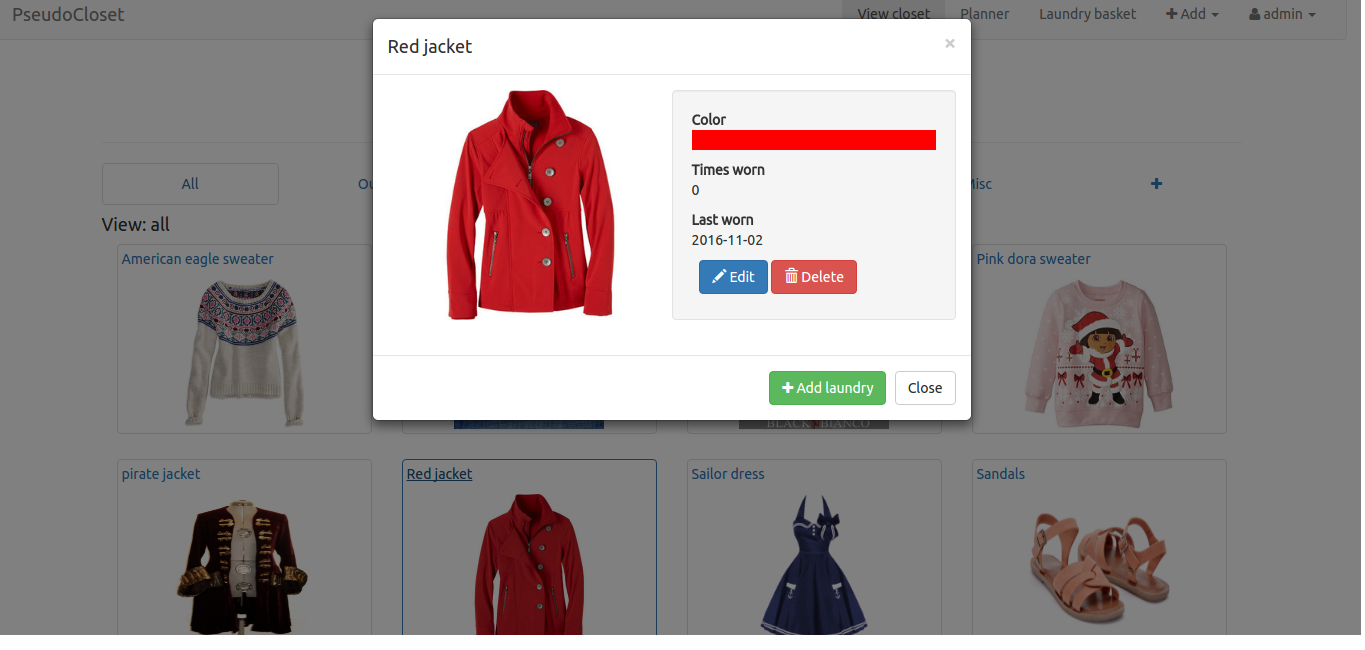 PseudoCloset
View closet
Planner
Laundry basket
Add
admin
Red jacket
×
Color
Times worn
0
Last worn
2016-11-02
Edit
Delete
Add laundry
Close
All
Misc
View: all
American eagle sweater
Pink dora sweater
BLACK N BIANCO
pirate jacket
Red jacket
Sailor dress
Sandals